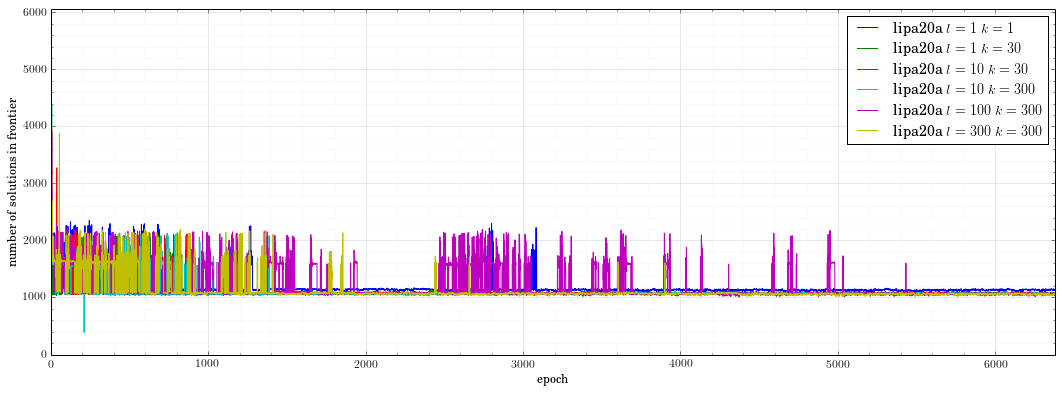 6000
5000
4000
3000
2000
1000
0
number of solutions in frontier
0 1000 2000 3000 4000 5000 6000
epoch
lipa20a l = 1 k = 1
lipa20a l = 1 k = 30
lipa20a l = 10 k = 30
lipa20a l = 10 k = 300
lipa20a l = 100 k = 300
lipa20a l = 300 k = 300